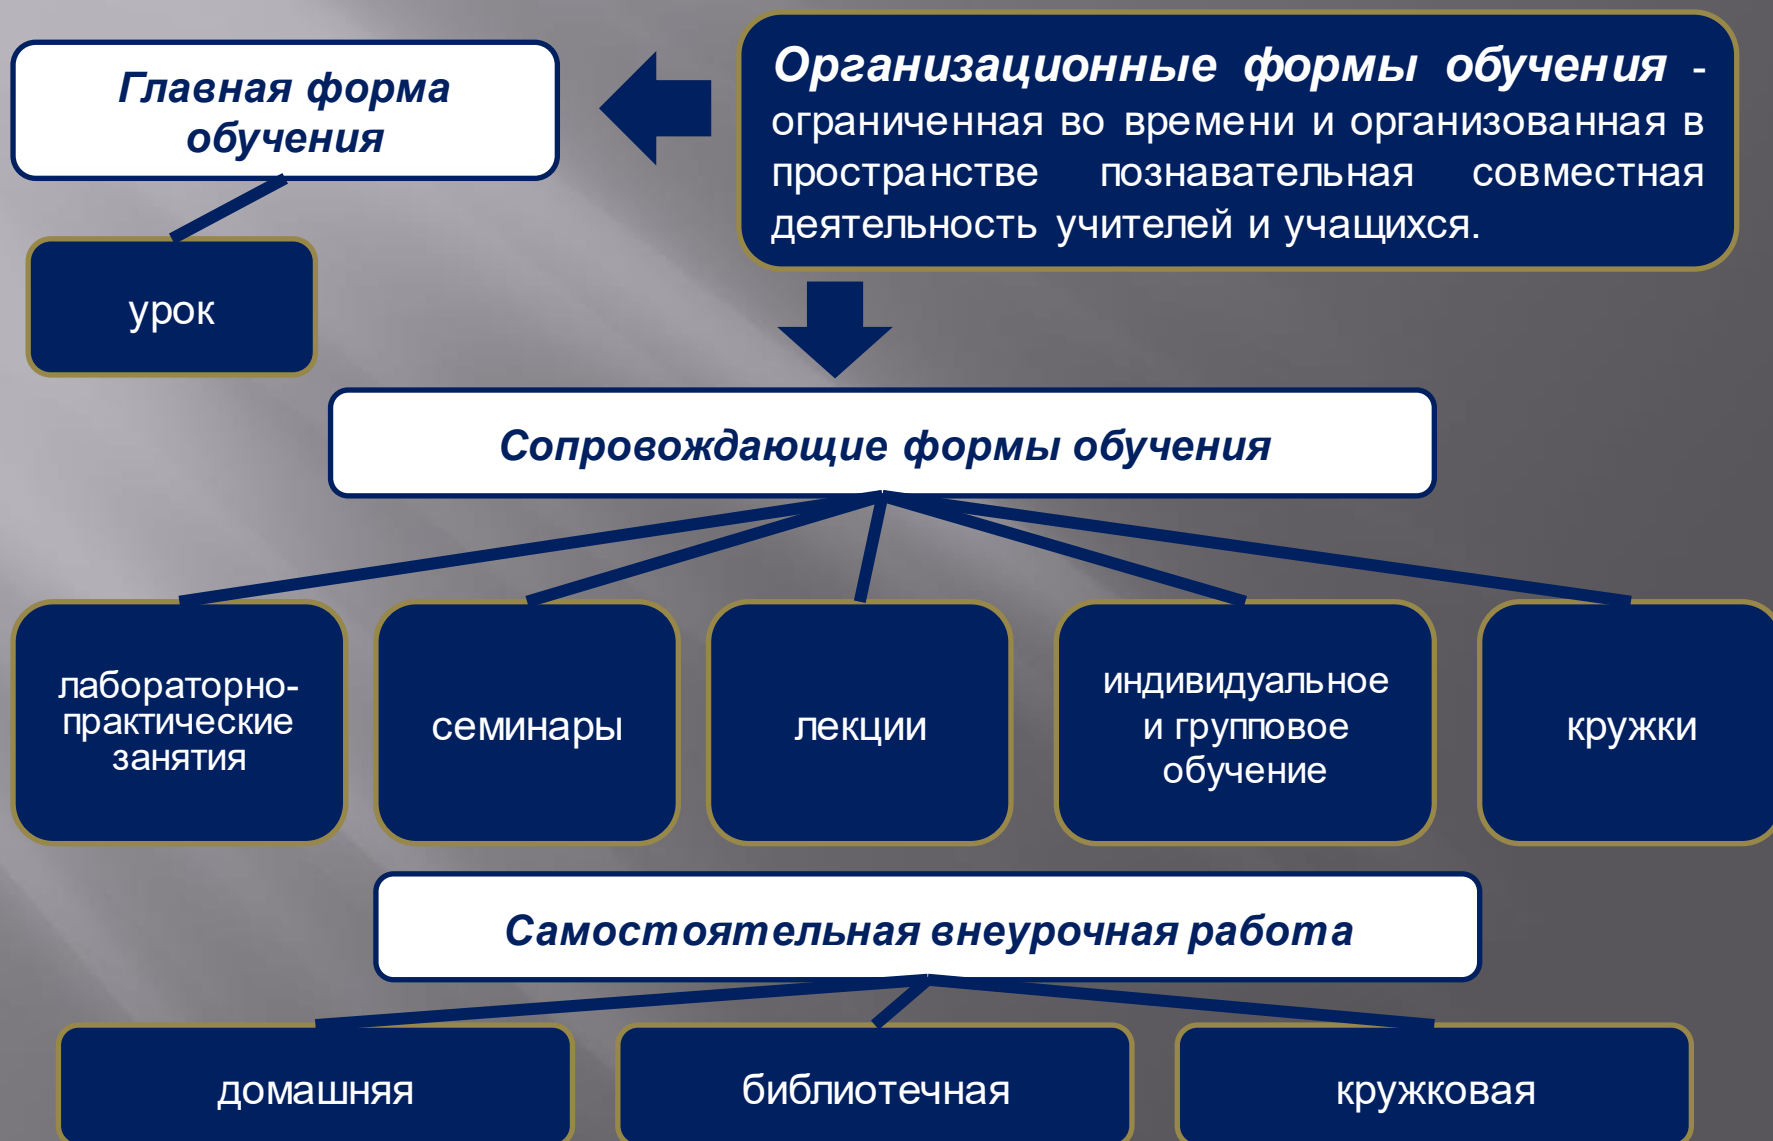 Главная форма
обучения
Организационные формы обучения -
ограниченная во времени и организованная в
пространстве познавательная совместная
деятельность учителей и учащихся.
урок
Сопровождающие формы обучения
лабораторно-
практические
занятия
семинары
лекции
индивидуальное
и групповое
обучение
кружки
Самостоятельная внеурочная работа
домашняя
библиотечная
кружковая